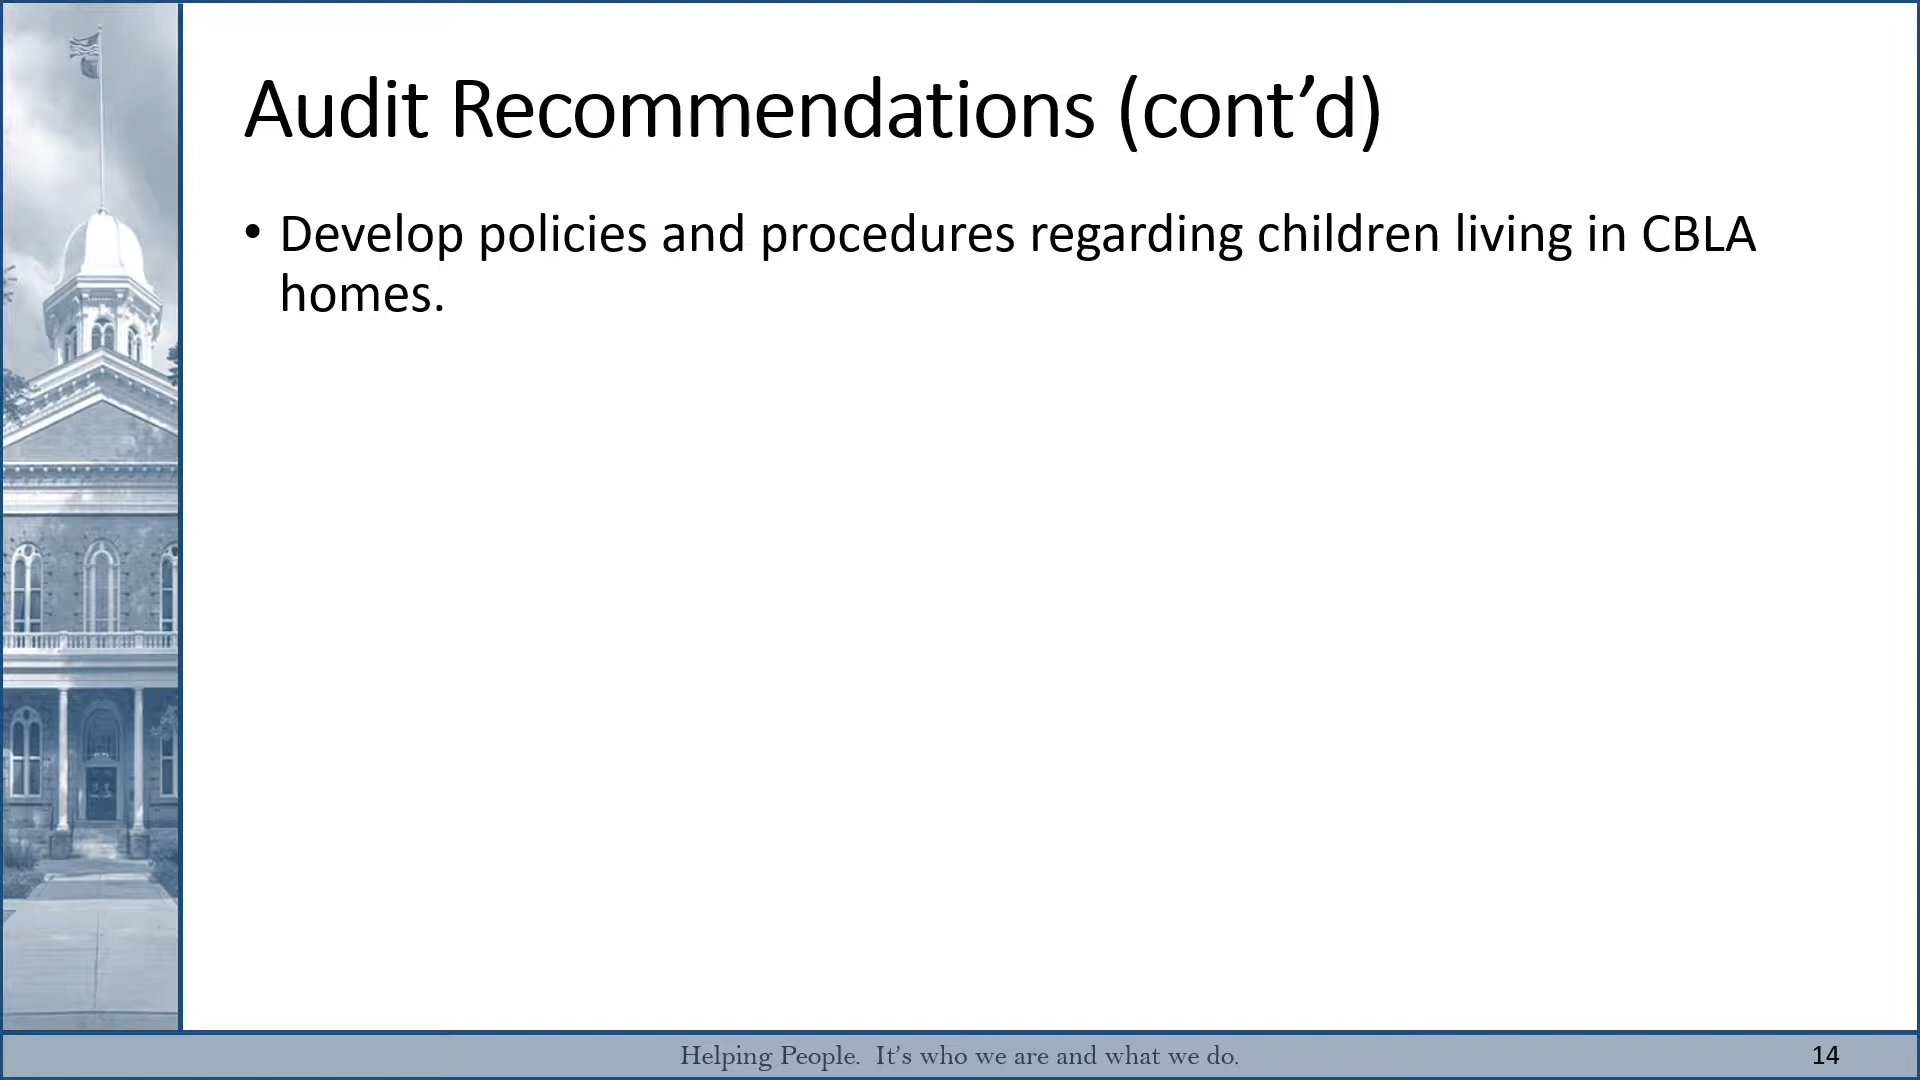 Audit Recommendations (cont’d)
• Develop policies and procedures regarding children living in CBLA
homes.
Helping People.  It’s who we are and what we do.
14